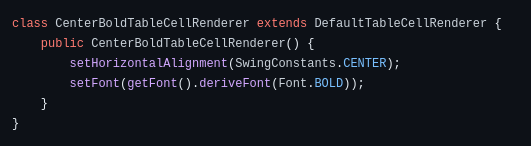 class CenterBoldTableCellRenderer extends DefaultTableCellRenderer {
    public CenterBoldTableCellRenderer() {
        setHorizontalAlignment(SwingConstants.CENTER);
        setFont(getFont().deriveFont(Font.BOLD));
    }
}